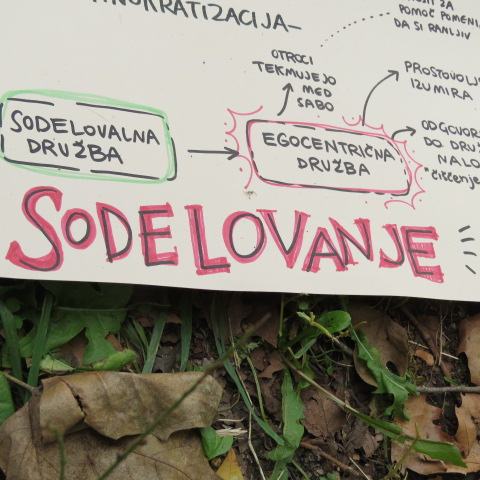 POMOČ POMENI,
DA SI RANLJIV
OTROCI
TEKMUJEJO
MED
SABO
PROSTOVOLJ
IZUMIRA
SODELOVALNA
DRUŽBA
EGOCENTRIČNA
DRUŽBA
ODGOVOR
DO DRUŽ
NALO
"čiščenje
SODELOVANJE